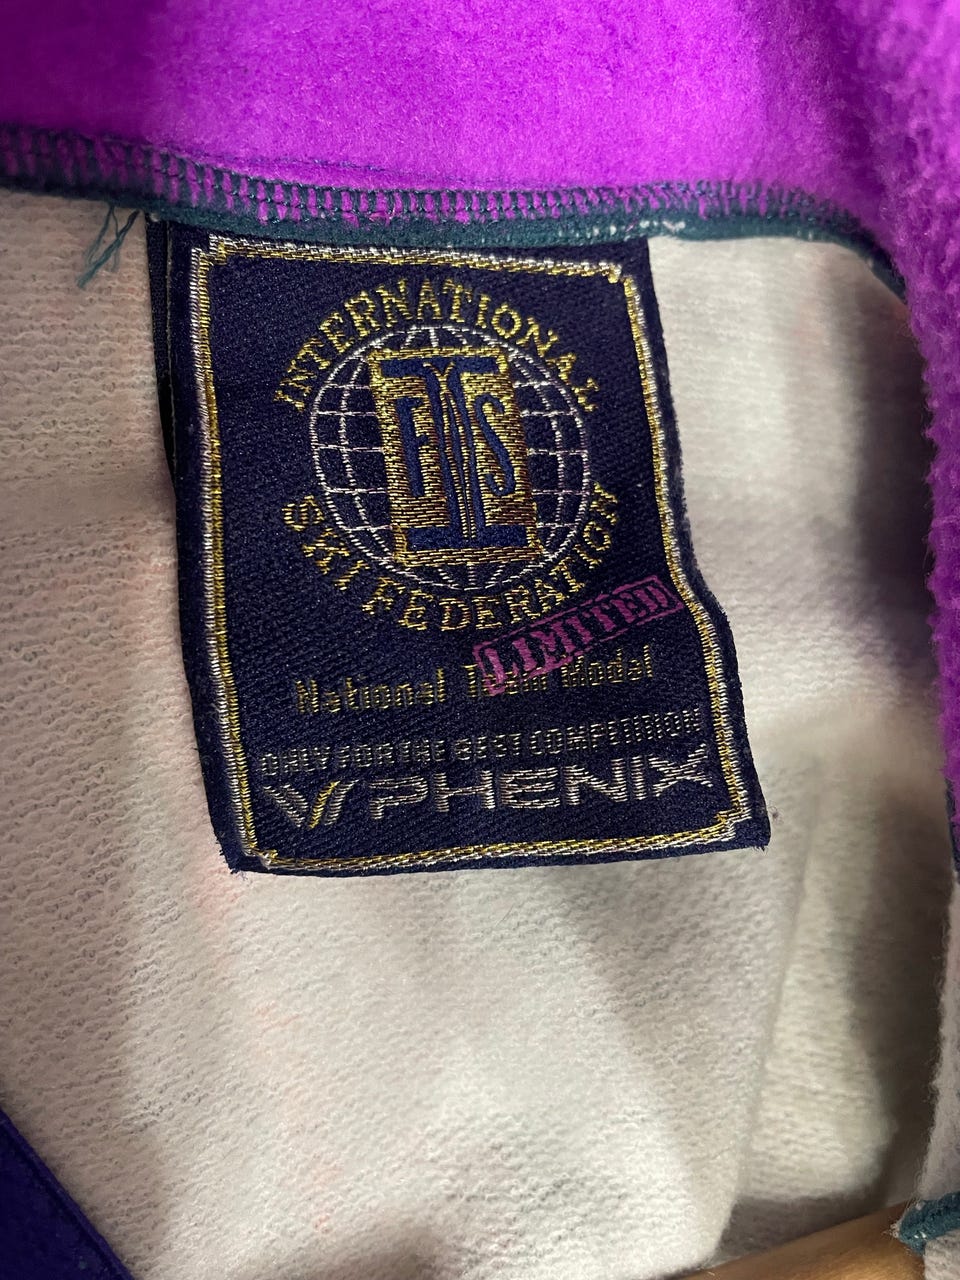 INTERNATIONAL
FIS
SKI FEDERATION
LIMITED
National Team Model
ONLY FOR THE BEST COMPETITION
PHENIX